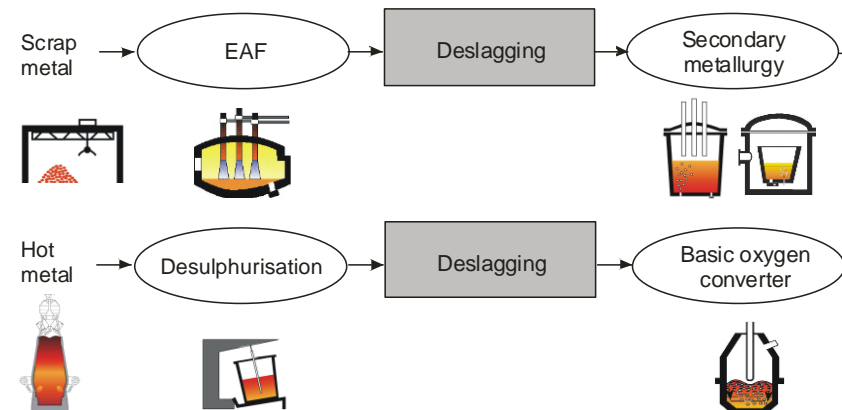 Scrap
metal
EAF
Deslagging
Secondary
metallurgy
Hot
metal
Desulphurisation
Deslagging
Basic oxygen
converter